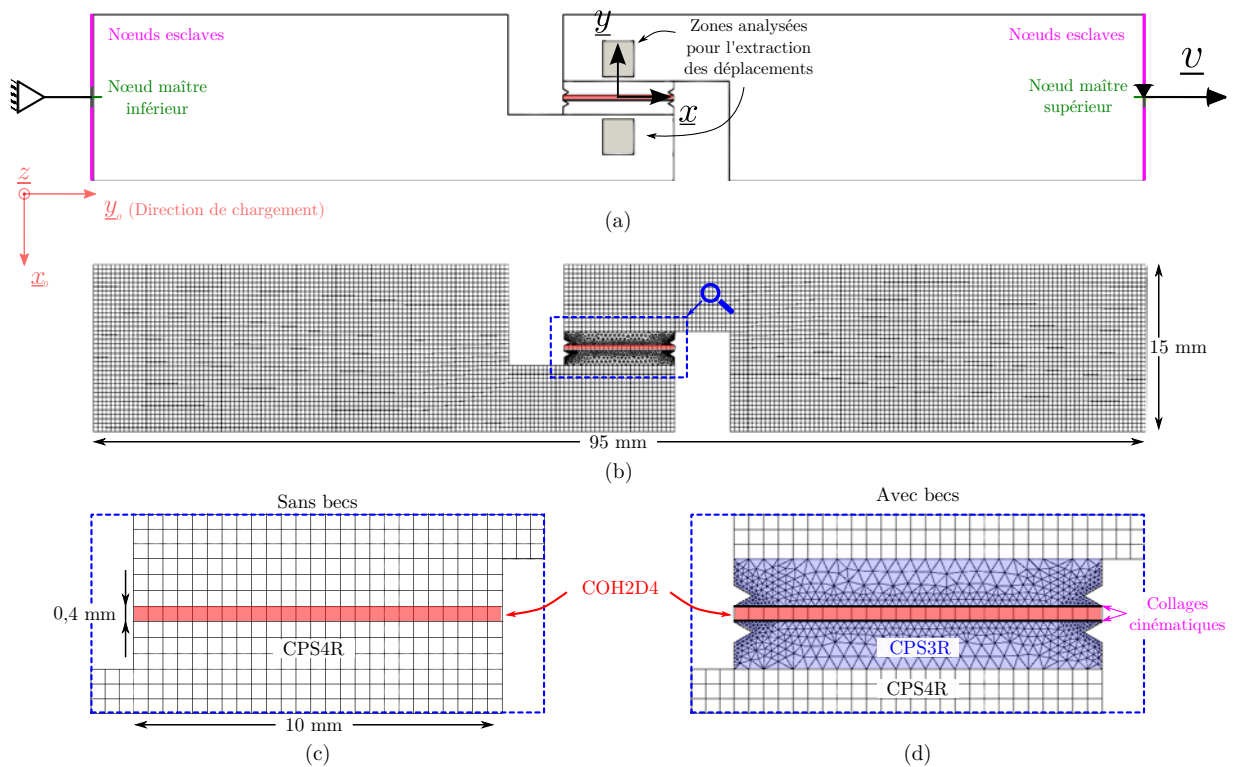 Nœuds esclaves
Nœud maître
inférieur
y
x
Zones analysées
pour l'extraction
des déplacements
Nœuds esclaves
Nœud maître
supérieur
v
z
y₀ (Direction de chargement)
x₀
(a)
15 mm
95 mm
(b)
Sans becs
0,4 mm
CPS4R
10 mm
(c)
COH2D4
Avec becs
CPS3R
CPS4R
Collages
cinématiques
(d)